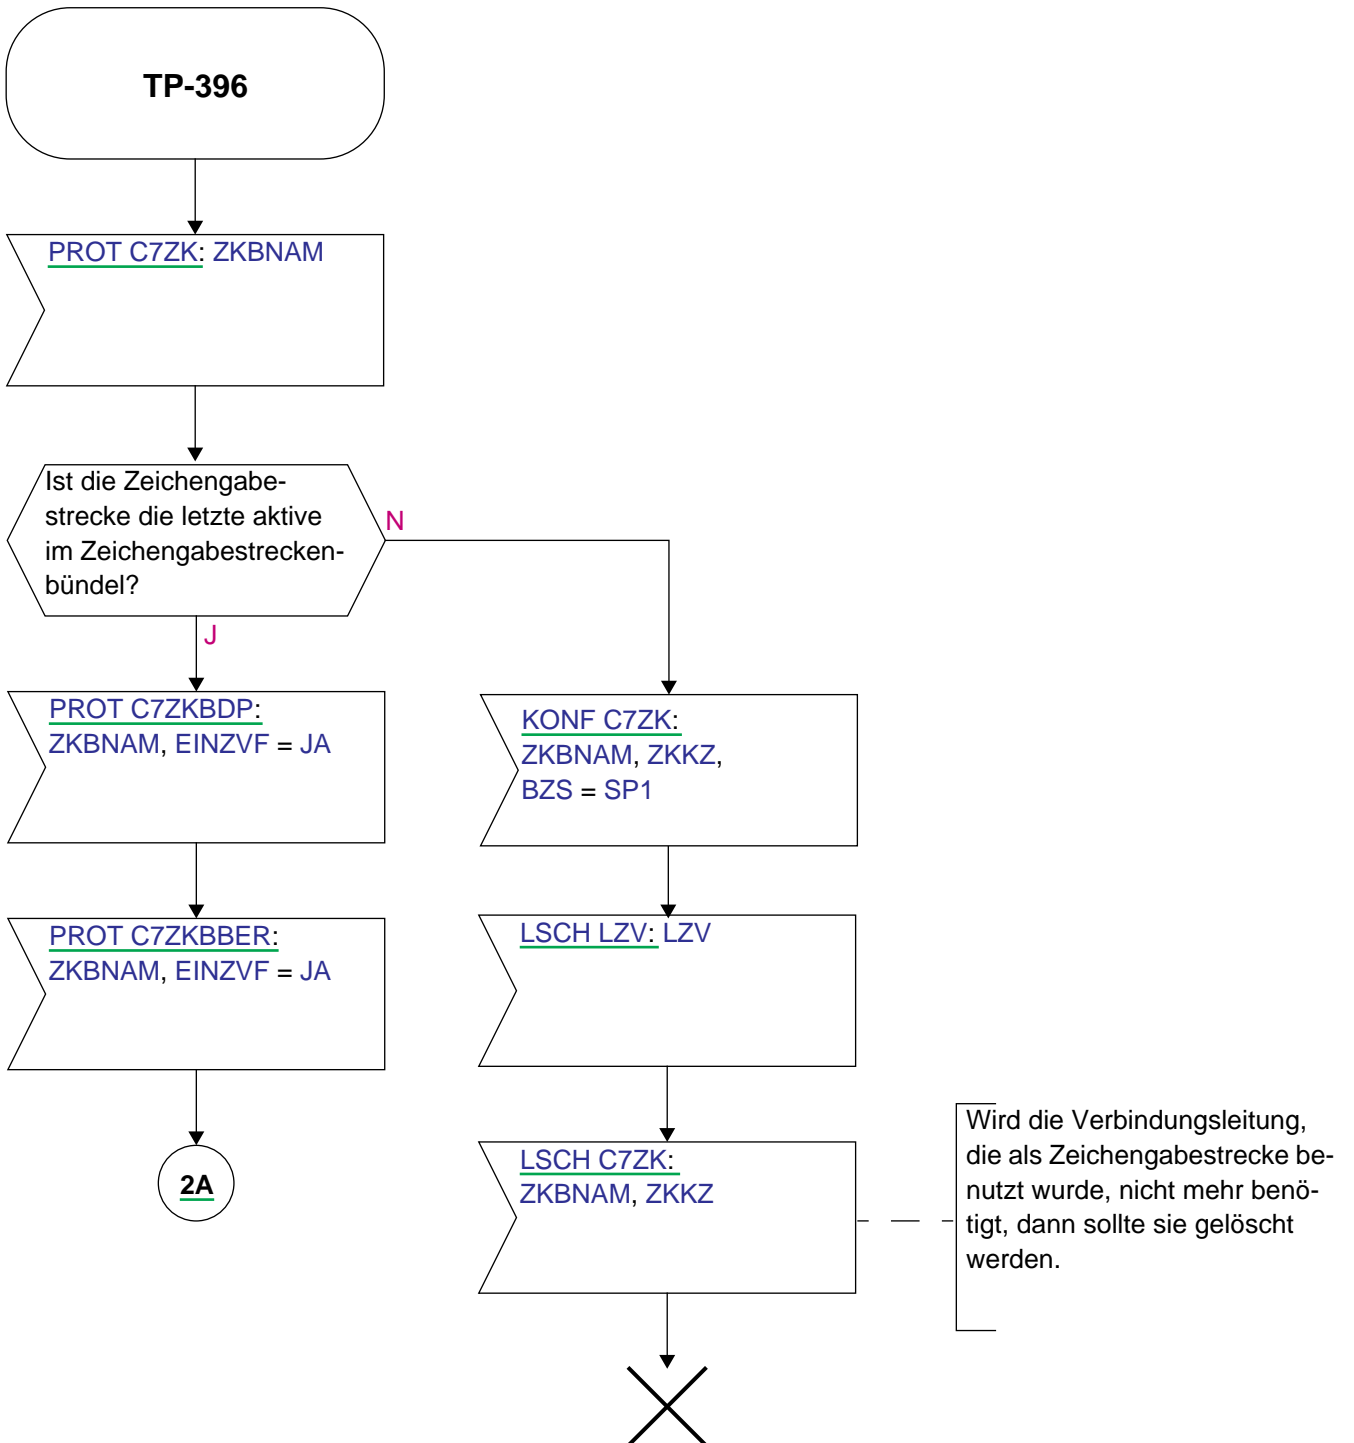 TP-396
PROT C7ZK: ZKBNAM
Ist die Zeichengabe-
strecke die letzte aktive
im Zeichengabestrecken-
bündel?
N
J
PROT C7ZKBDP:
ZKBNAM, EINZVF = JA
PROT C7ZKBBER:
ZKBNAM, EINZVF = JA
2A
KONF C7ZK:
ZKBNAM, ZKKZ,
BZS = SP1
LSCH LZV: LZV
LSCH C7ZK:
ZKBNAM, ZKKZ
Wird die Verbindungsleitung,
die als Zeichengabestrecke be-
nutzt wurde, nicht mehr benö-
tigt, dann sollte sie gelöscht
werden.